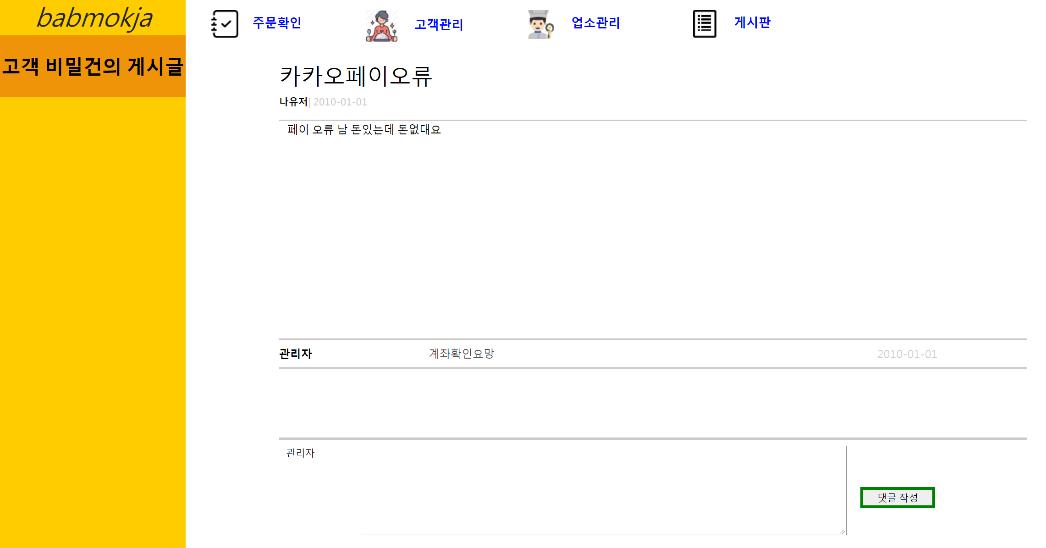 babmokja
고객 비밀건의 게시글
주문확인 고객관리 업소관리 게시판
카카오페이오류
나유저| 2010-01-01
페이 오류 남 돈있는데 돈없대요
관리자 계좌확인요망 2010-01-01
관리자
댓글 작성